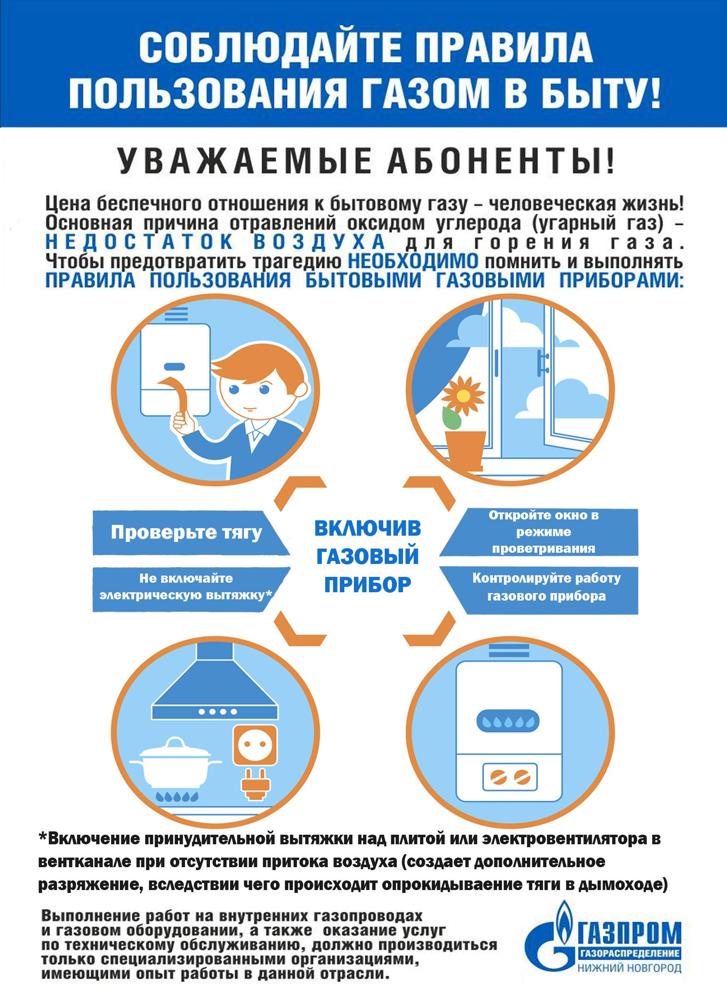 СОБЛЮДАЙТЕ ПРАВИЛА
ПОЛЬЗОВАНИЯ ГАЗОМ В БЫТУ!
УВАЖАЕМЫЕ АБОНЕНТЫ!
Цена беспечного отношения к бытовому газу – человеческая жизнь!
Основная причина отравлений оксидом углерода (угарный газ) –
НЕДОСТАТОК ВОЗДУХА для горения газа.
Чтобы предотвратить трагедию НЕОБХОДИМО помнить и выполнять
ПРАВИЛА ПОЛЬЗОВАНИЯ БЫТОВЫМИ ГАЗОВЫМИ ПРИБОРАМИ:
Проверьте тягу
Не включайте
электрическую вытяжку*
ВКЛЮЧИВ
ГАЗОВЫЙ
ПРИБОР
Откройте окно в
режиме
проветривания
Контролируйте работу
газового прибора
*Включение принудительной вытяжки над плитой или электровентилятора в
вентканале при отсутствии притока воздуха (создает дополнительное
разряжение, вследствии чего происходит опрокидываение тяги в дымоходе)
Выполнение работ на внутренних газопроводах
и газовом оборудовании, а также оказание услуг
по техническому обслуживанию, должно производиться
только специализированными организациями,
имеющими опыт работы в данной отрасли.
ГАЗПРОМ
ГАЗОРАСПРЕДЕЛЕНИЕ
НИЖНИЙ НОВГОРОД